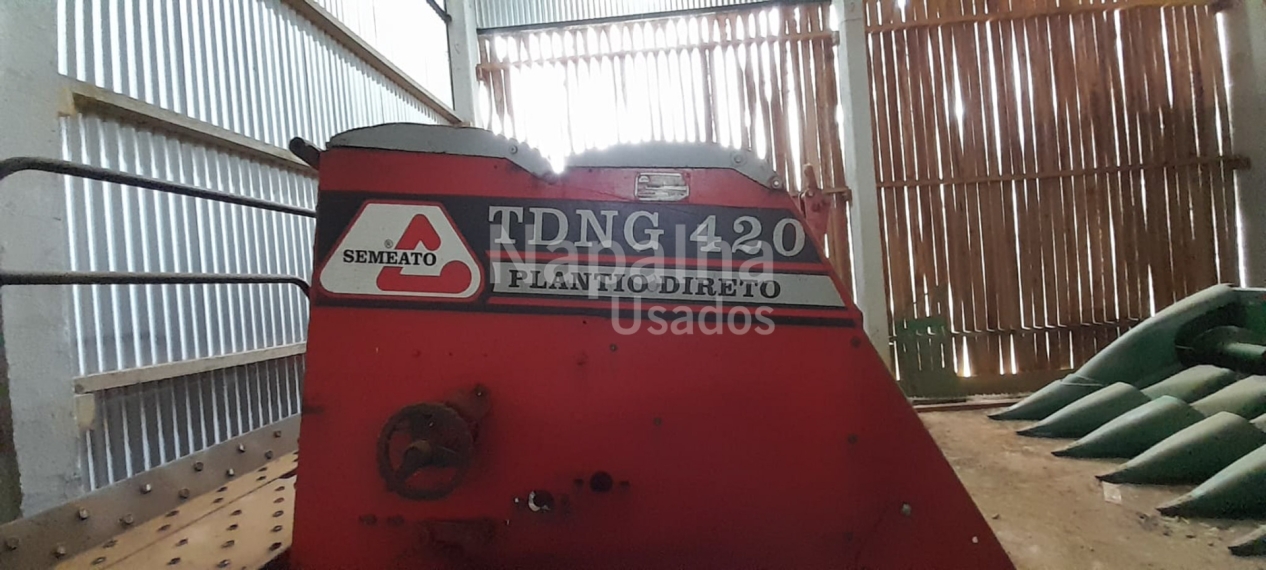 TDNG 420
® SEMEATO
PLANTIO DIRETO
Napalha
Usados